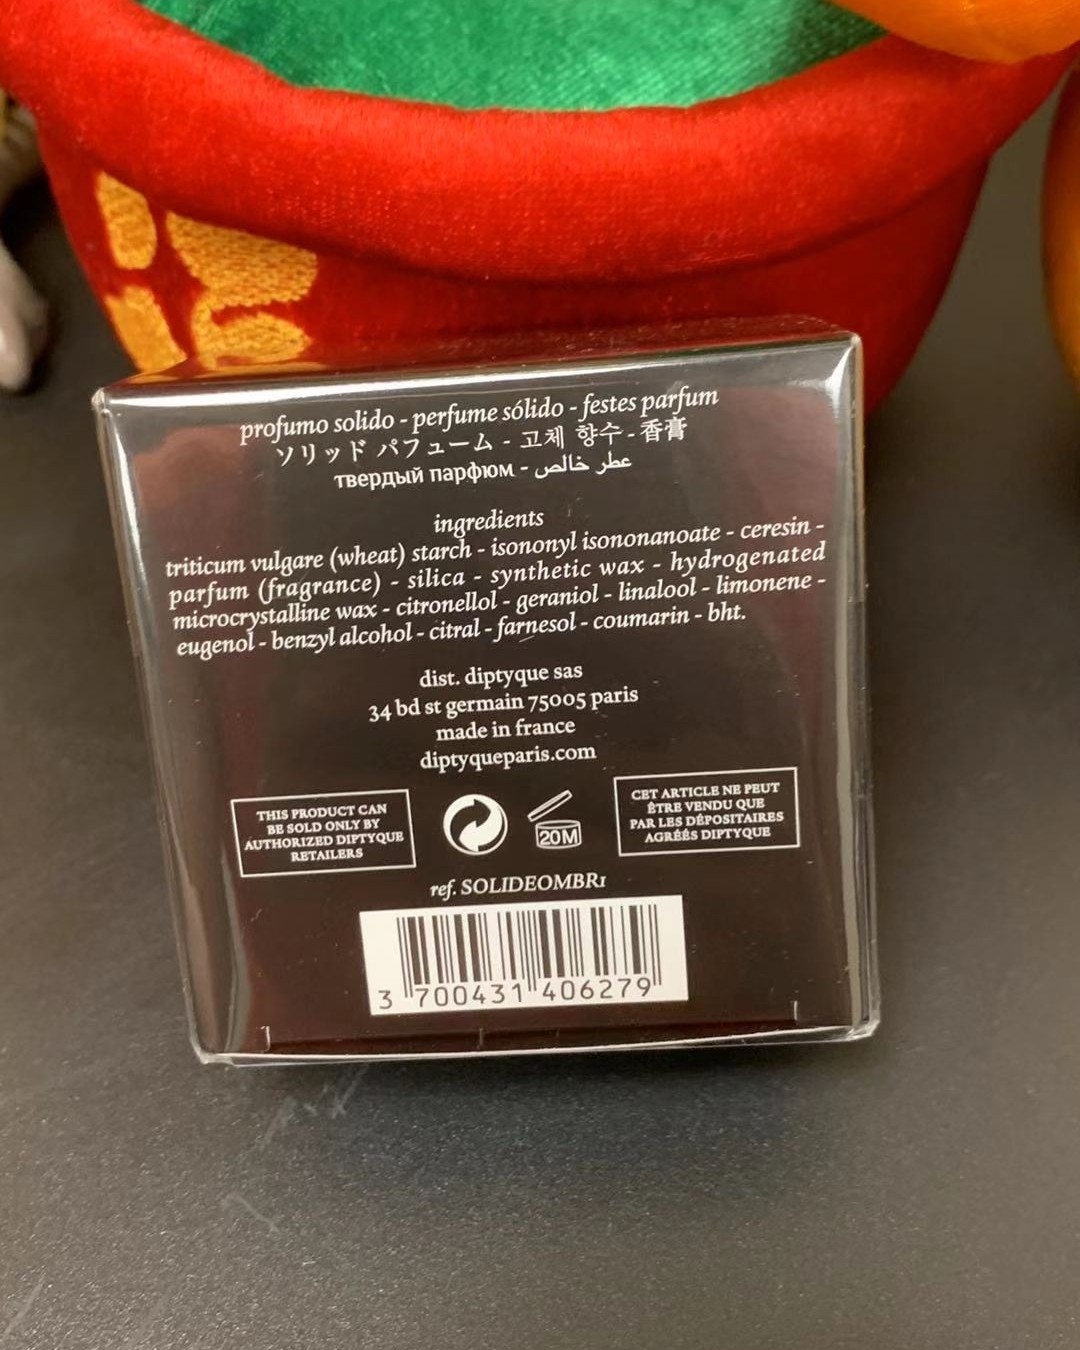 profumo solido - perfume sólido - festes parfum
ソリッド パフューム - 고체 향수 - 香膏
твердый парфюм - عطر خالص
ingredients
triticum vulgare (wheat) starch - isononyl isononanoate - ceresin -
parfum (fragrance) - silica - synthetic wax - hydrogenated
microcrystalline wax - citronellol - geraniol - linalool - limonene -
eugenol - benzyl alcohol - citral - farnesol - coumarin - bht.
dist. diptyque sas
34 bd st germain 75005 paris
made in france
diptyqueparis.com
THIS PRODUCT CAN
BE SOLD ONLY BY
AUTHORIZED DIPTYQUE
RETAILERS
20M
CET ARTICLE NE PEUT
ÊTRE VENDU QUE
PAR LES DÉPOSITAIRES
AGRÉÉS DIPTYQUE
ref. SOLIDEOMBR1
3 700431 406279